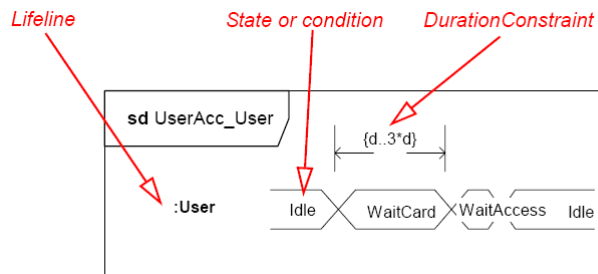 Lifeline State or condition DurationConstraint
sd UserAcc_User
{d..3*d}
:User Idle WaitCard WaitAccess Idle